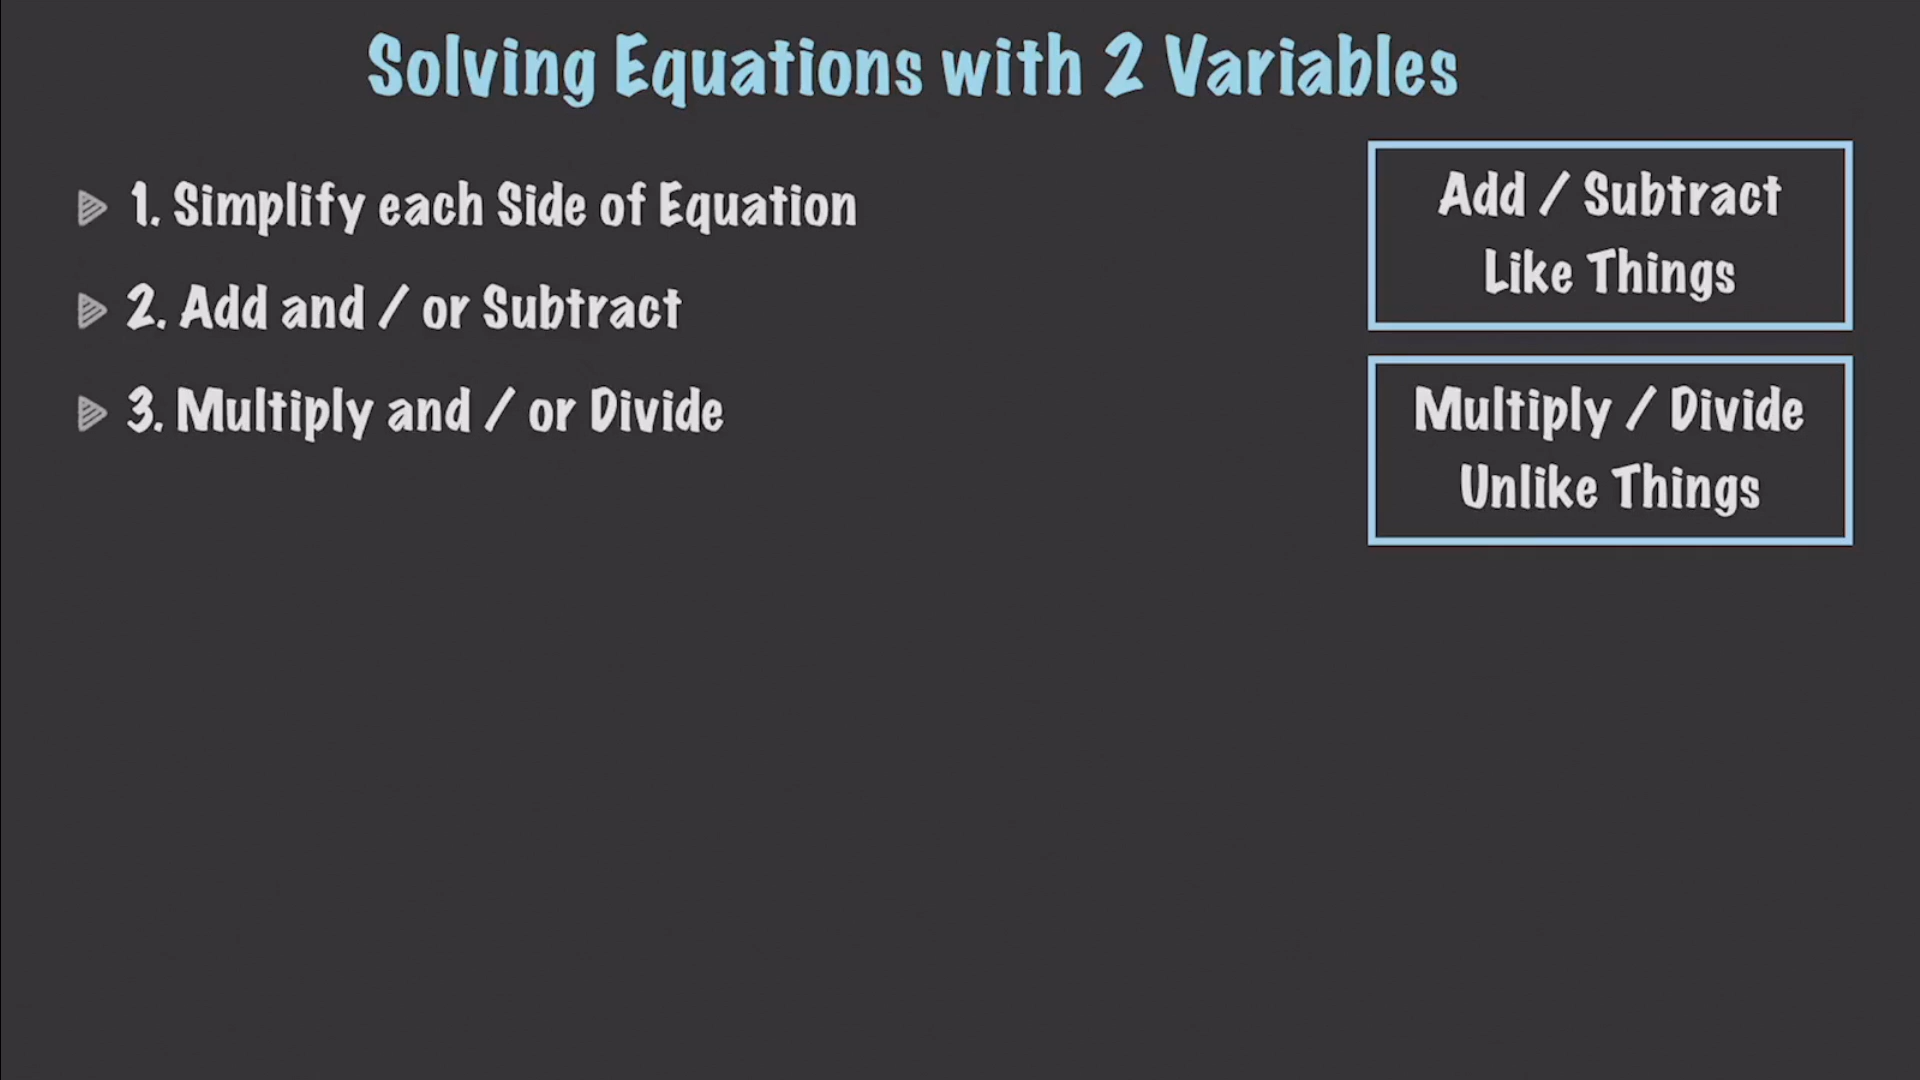 Solving Equations with 2 Variables
1. Simplify each Side of Equation
2. Add and / or Subtract
3. Multiply and / or Divide
Add / Subtract
Like Things
Multiply / Divide
Unlike Things